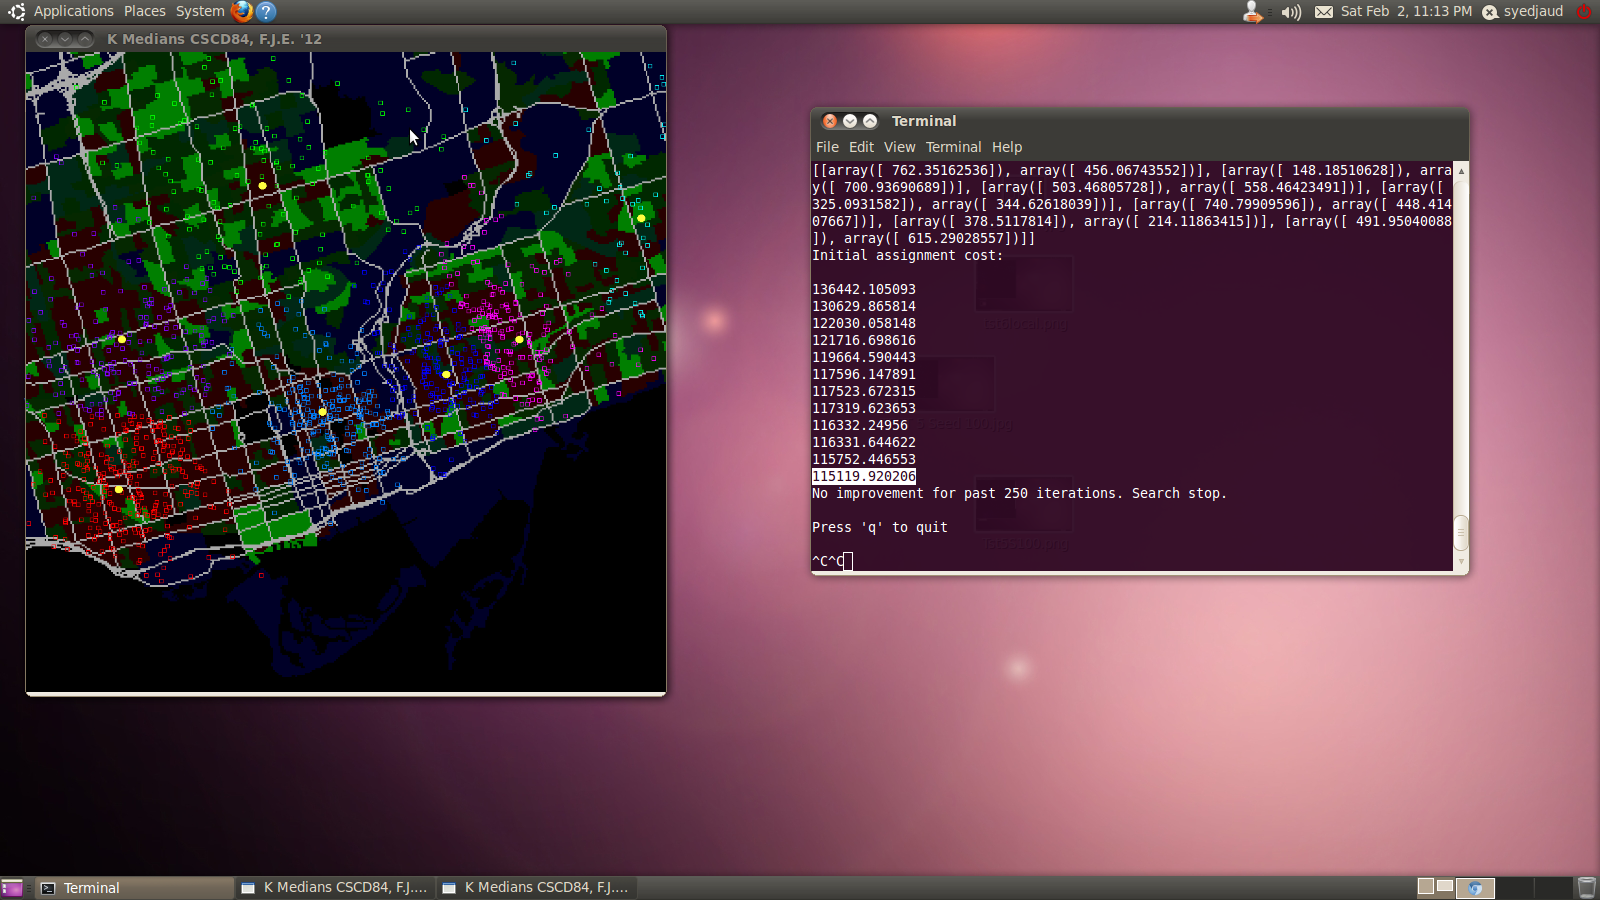 Applications Places System
Sat Feb 2, 11:13 PM syedjaud
K Medians CSCD84, F.J.E. '12
Terminal
File Edit View Terminal Help
[[array([ 762.35162536]), array([ 456.06743552])], [array([ 148.18510628]), arra
y([ 700.93690689])], [array([ 503.46805728]), array([ 558.46423491])], [array([
325.0931582]), array([ 344.62618039])], [array([ 740.79909596]), array([ 448.414
07667])], [array([ 378.5117814]), array([ 214.11863415])], [array([ 491.95040088
]), array([ 615.29028557])]]
Initial assignment cost:
136442.105093
130629.865814
122030.058148
121716.698616
119664.590443
117596.147891
117523.672315
117319.623653
116332.24956
116331.644622
115752.446553
115119.920206
No improvement for past 250 iterations. Search stop.
Press 'q' to quit
^C^C
Terminal
K Medians CSCD84, F.J....
K Medians CSCD84, F.J....